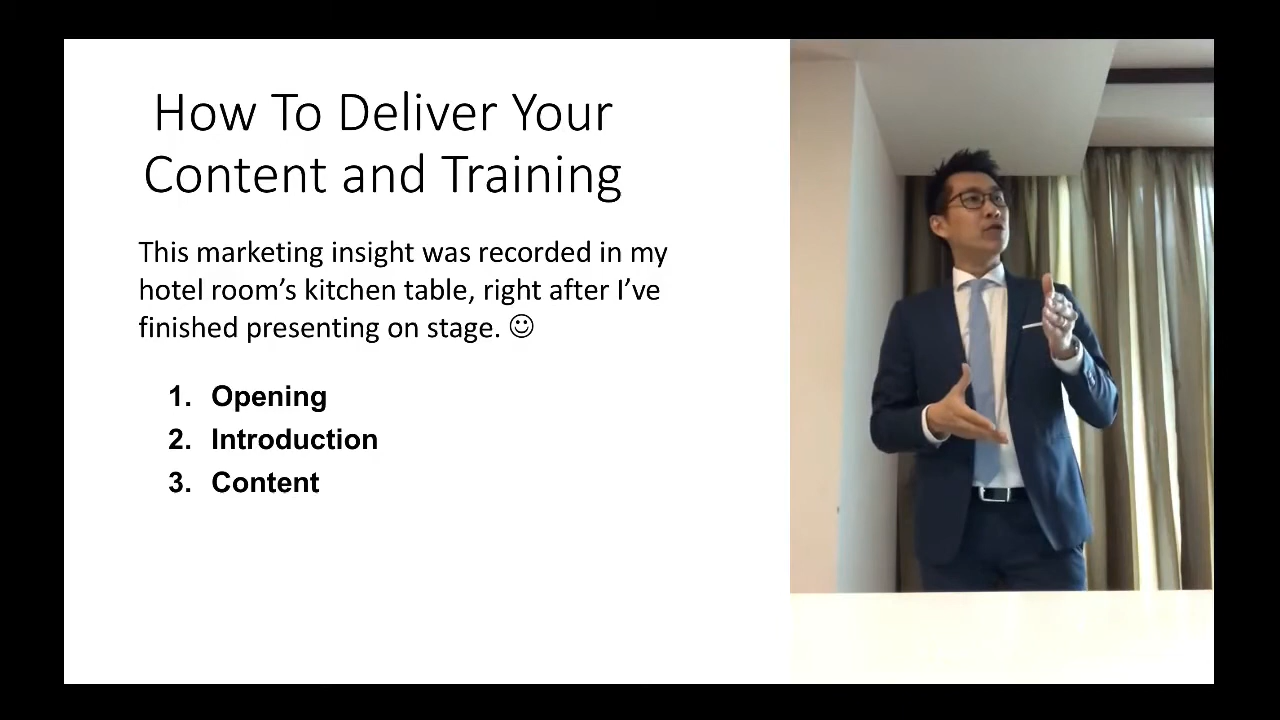 How To Deliver Your
Content and Training
This marketing insight was recorded in my
hotel room’s kitchen table, right after I’ve
finished presenting on stage. ☺
1. Opening
2. Introduction
3. Content